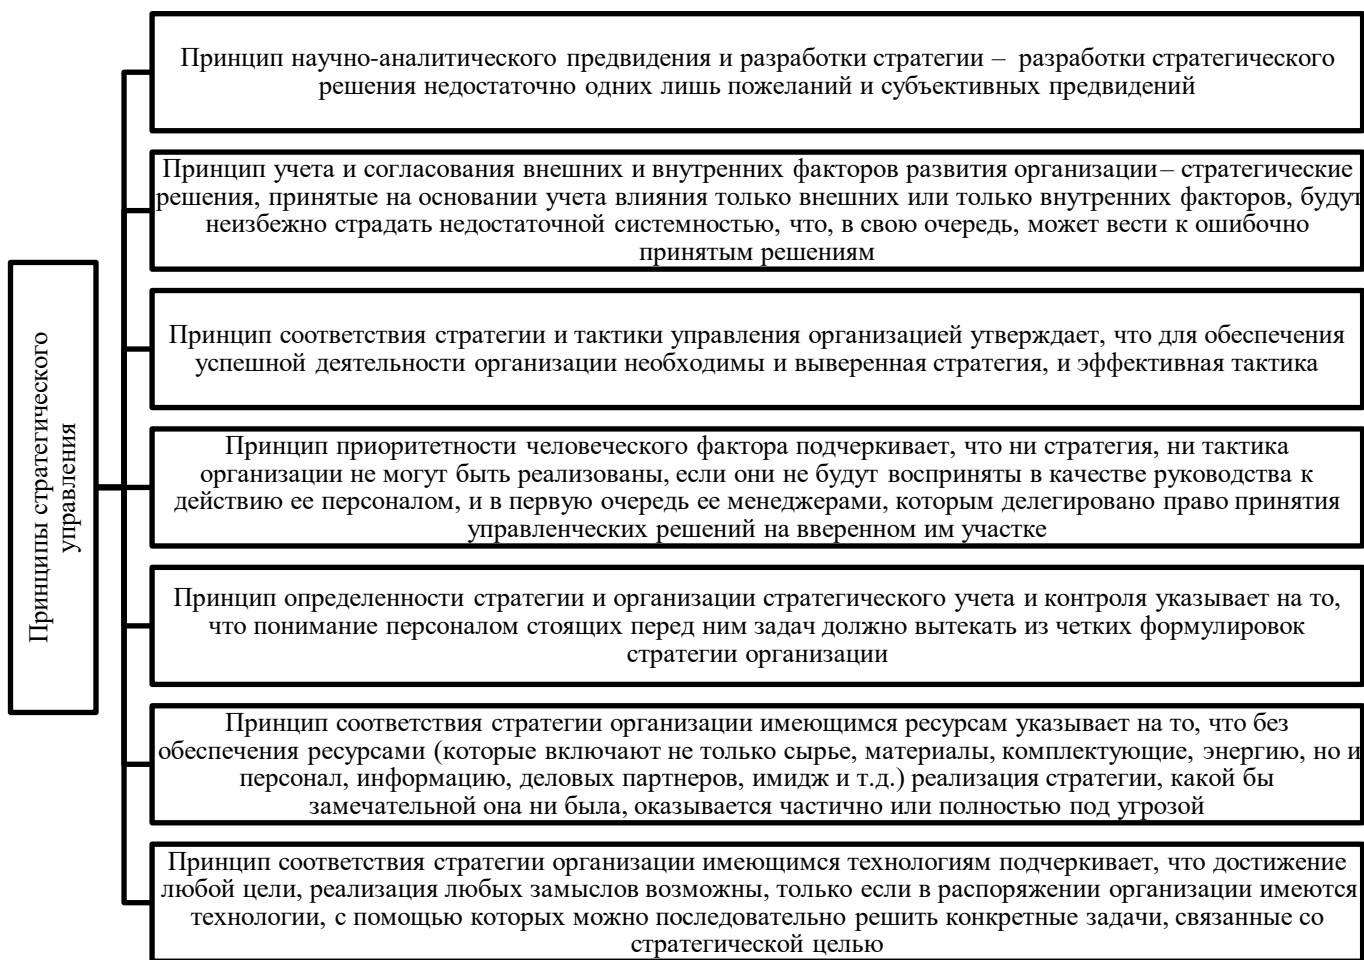 Принципы стратегического
управления
Принцип научно-аналитического предвидения и разработки стратегии – разработки стратегического
решения недостаточно одних лишь пожеланий и субъективных предвидений
Принцип учета и согласования внешних и внутренних факторов развития организации– стратегические
решения, принятые на основании учета влияния только внешних или только внутренних факторов, будут
неизбежно страдать недостаточной системностью, что, в свою очередь, может вести к ошибочно
принятым решениям
Принцип соответствия стратегии и тактики управления организацией утверждает, что для обеспечения
успешной деятельности организации необходимы и выверенная стратегия, и эффективная тактика
Принцип приоритетности человеческого фактора подчеркивает, что ни стратегия, ни тактика
организации не могут быть реализованы, если они не будут восприняты в качестве руководства к
действию ее персоналом, и в первую очередь ее менеджерами, которым делегировано право принятия
управленческих решений на вверенном им участке
Принцип определенности стратегии и организации стратегического учета и контроля указывает на то,
что понимание персоналом стоящих перед ним задач должно вытекать из четких формулировок
стратегии организации
Принцип соответствия стратегии организации имеющимся ресурсам указывает на то, что без
обеспечения ресурсами (которые включают не только сырье, материалы, комплектующие, энергию, но и
персонал, информацию, деловых партнеров, имидж и т.д.) реализация стратегии, какой бы
замечательной она ни была, оказывается частично или полностью под угрозой
Принцип соответствия стратегии организации имеющимся технологиям подчеркивает, что достижение
любой цели, реализация любых замыслов возможны, только если в распоряжении организации имеются
технологии, с помощью которых можно последовательно решить конкретные задачи, связанные со
стратегической целью